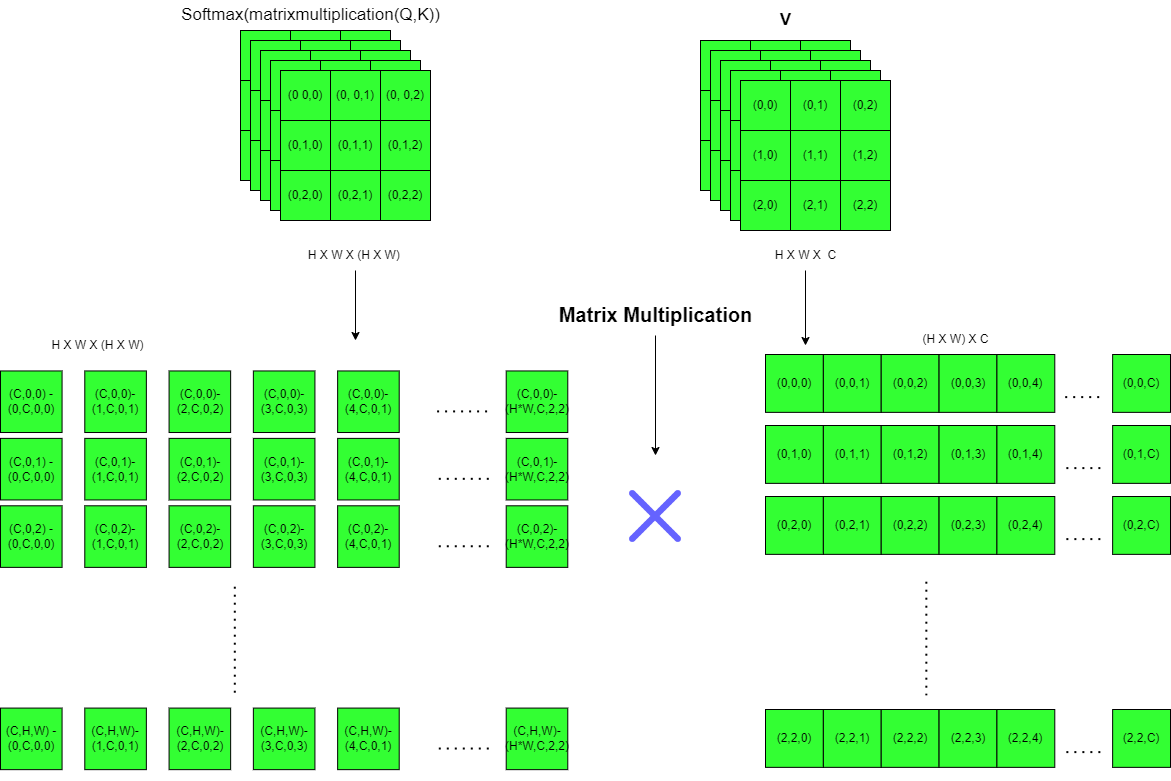 Softmax(matrixmultiplication(Q,K))
V
(0 0,0) (0, 0,1) (0, 0,2)
(0,1,0) (0,1,1) (0,1,2)
(0,2,0) (0,2,1) (0,2,2)
(0,0) (0,1) (0,2)
(1,0) (1,1) (1,2)
(2,0) (2,1) (2,2)
H X W X (H X W)
H X W X C
Matrix Multiplication
H X W X (H X W)
(H X W) X C
(C,0,0) - (C,0,0)- (C,0,0)- (C,0,0)- (C,0,0)- (C,0,0)-
(0,C,0,0) (1,C,0,1) (2,C,0,2) (3,C,0,3) (4,C,0,1) ....... (H*W,C,2,2)
(C,0,1) - (C,0,1)- (C,0,1)- (C,0,1)- (C,0,1)- (C,0,1)-
(0,C,0,0) (1,C,0,1) (2,C,0,2) (3,C,0,3) (4,C,0,1) ....... (H*W,C,2,2)
(C,0,2) - (C,0,2)- (C,0,2)- (C,0,2)- (C,0,2)- (C,0,2)-
(0,C,0,0) (1,C,0,1) (2,C,0,2) (3,C,0,3) (4,C,0,1) ....... (H*W,C,2,2)
(C,H,W) - (C,H,W)- (C,H,W)- (C,H,W)- (C,H,W)- (C,H,W)-
(0,C,0,0) (1,C,0,1) (2,C,0,2) (3,C,0,3) (4,C,0,1) ....... (H*W,C,2,2)
(0,0,0) (0,0,1) (0,0,2) (0,0,3) (0,0,4) ..... (0,0,C)
(0,1,0) (0,1,1) (0,1,2) (0,1,3) (0,1,4) ..... (0,1,C)
(0,2,0) (0,2,1) (0,2,2) (0,2,3) (0,2,4) ..... (0,2,C)
(2,2,0) (2,2,1) (2,2,2) (2,2,3) (2,2,4) ..... (2,2,C)